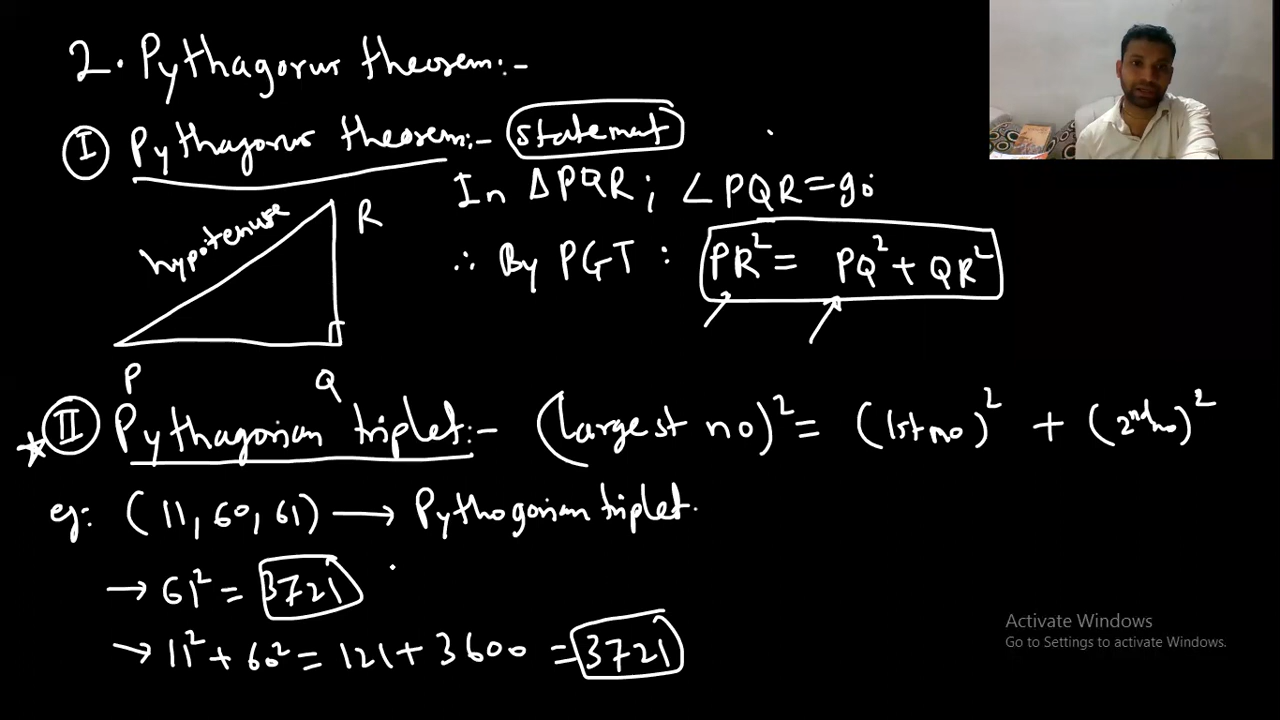 2. Pythagorus theorem:-
I Pythagorus theorem:- statemat
In ΔPQR; ∠PQR=90°
∴ By PGT : PR² = PQ² + QR²
hypotenuse
R
P
Q
II Pythagorian triplet:- (largest no)² = (1st no)² + (2nd no)²
eg: (11, 60, 61) → Pythogorian triplet.
→ 61² = 3721
→ 11² + 60² = 121 + 3600 = 3721
Activate Windows
Go to Settings to activate Windows.